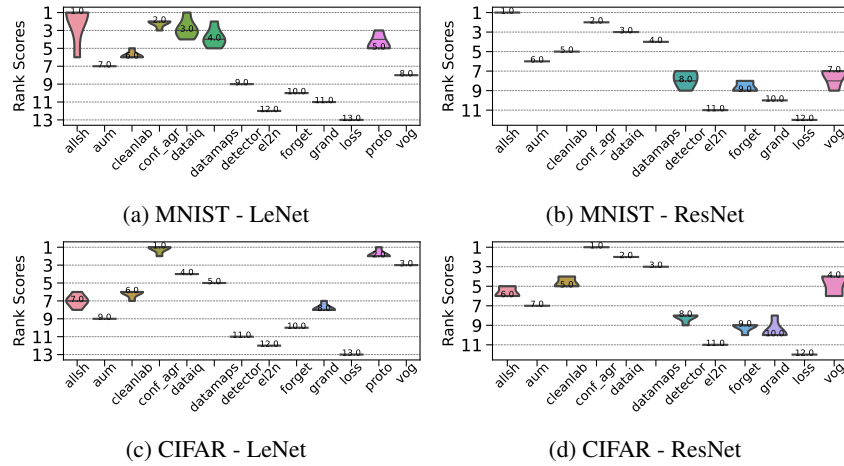 Rank Scores
1
3
5
7
9
11
13
1.0 7.0 6.0 2.0 3.0 4.0 9.0 12.0 10.0 11.0 13.0 5.0 8.0
allsh aum cleanlab conf_agr dataiq datamaps detector el2n forget grand loss proto vog
(a) MNIST - LeNet
Rank Scores
1
3
5
7
9
11
1.0 6.0 5.0 2.0 3.0 4.0 8.0 11.0 9.0 10.0 12.0 7.0
allsh aum cleanlab conf_agr dataiq datamaps detector el2n forget grand loss vog
(b) MNIST - ResNet
Rank Scores
1
3
5
7
9
11
13
7.0 9.0 6.0 1.0 4.0 5.0 11.0 12.0 10.0 8.0 13.0 2.0 3.0
allsh aum cleanlab conf_agr dataiq datamaps detector el2n forget grand loss proto vog
(c) CIFAR - LeNet
Rank Scores
1
3
5
7
9
11
6.0 7.0 5.0 1.0 2.0 3.0 8.0 11.0 9.0 10.0 12.0 4.0
allsh aum cleanlab conf_agr dataiq datamaps detector el2n forget grand loss vog
(d) CIFAR - ResNet